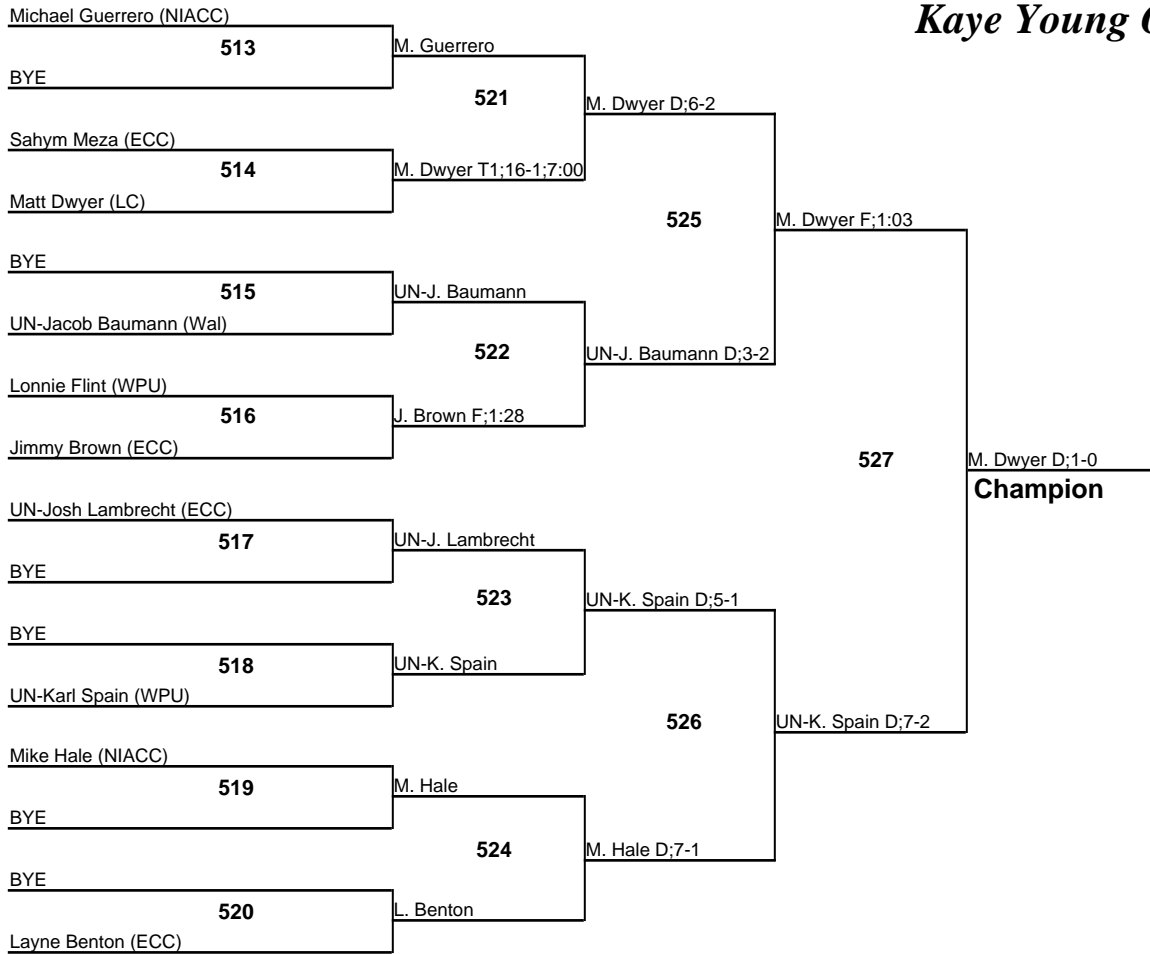 Kaye Young
Michael Guerrero (NIACC)
513
BYE
M. Guerrero
521
Sahym Meza (ECC)
514
Matt Dwyer (LC)
M. Dwyer T1;16-1;7:00
M. Dwyer D;6-2
525
BYE
515
UN-Jacob Baumann (Wal)
UN-J. Baumann
522
Lonnie Flint (WPU)
516
Jimmy Brown (ECC)
J. Brown F;1:28
UN-J. Baumann D;3-2
M. Dwyer F;1:03
527
M. Dwyer D;1-0
Champion
UN-Josh Lambrecht (ECC)
517
BYE
UN-J. Lambrecht
523
BYE
518
UN-Karl Spain (WPU)
UN-K. Spain
UN-K. Spain D;5-1
526
UN-K. Spain D;7-2
Mike Hale (NIACC)
519
BYE
M. Hale
524
M. Hale D;7-1
BYE
520
Layne Benton (ECC)
L. Benton